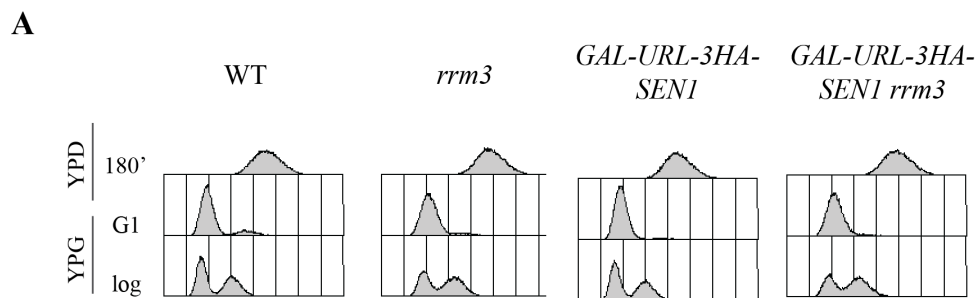 A
WT
rrm3
GAL-URL-3HA-
SEN1
GAL-URL-3HA-
SEN1 rrm3
YPD
180’
YPG
G1
log